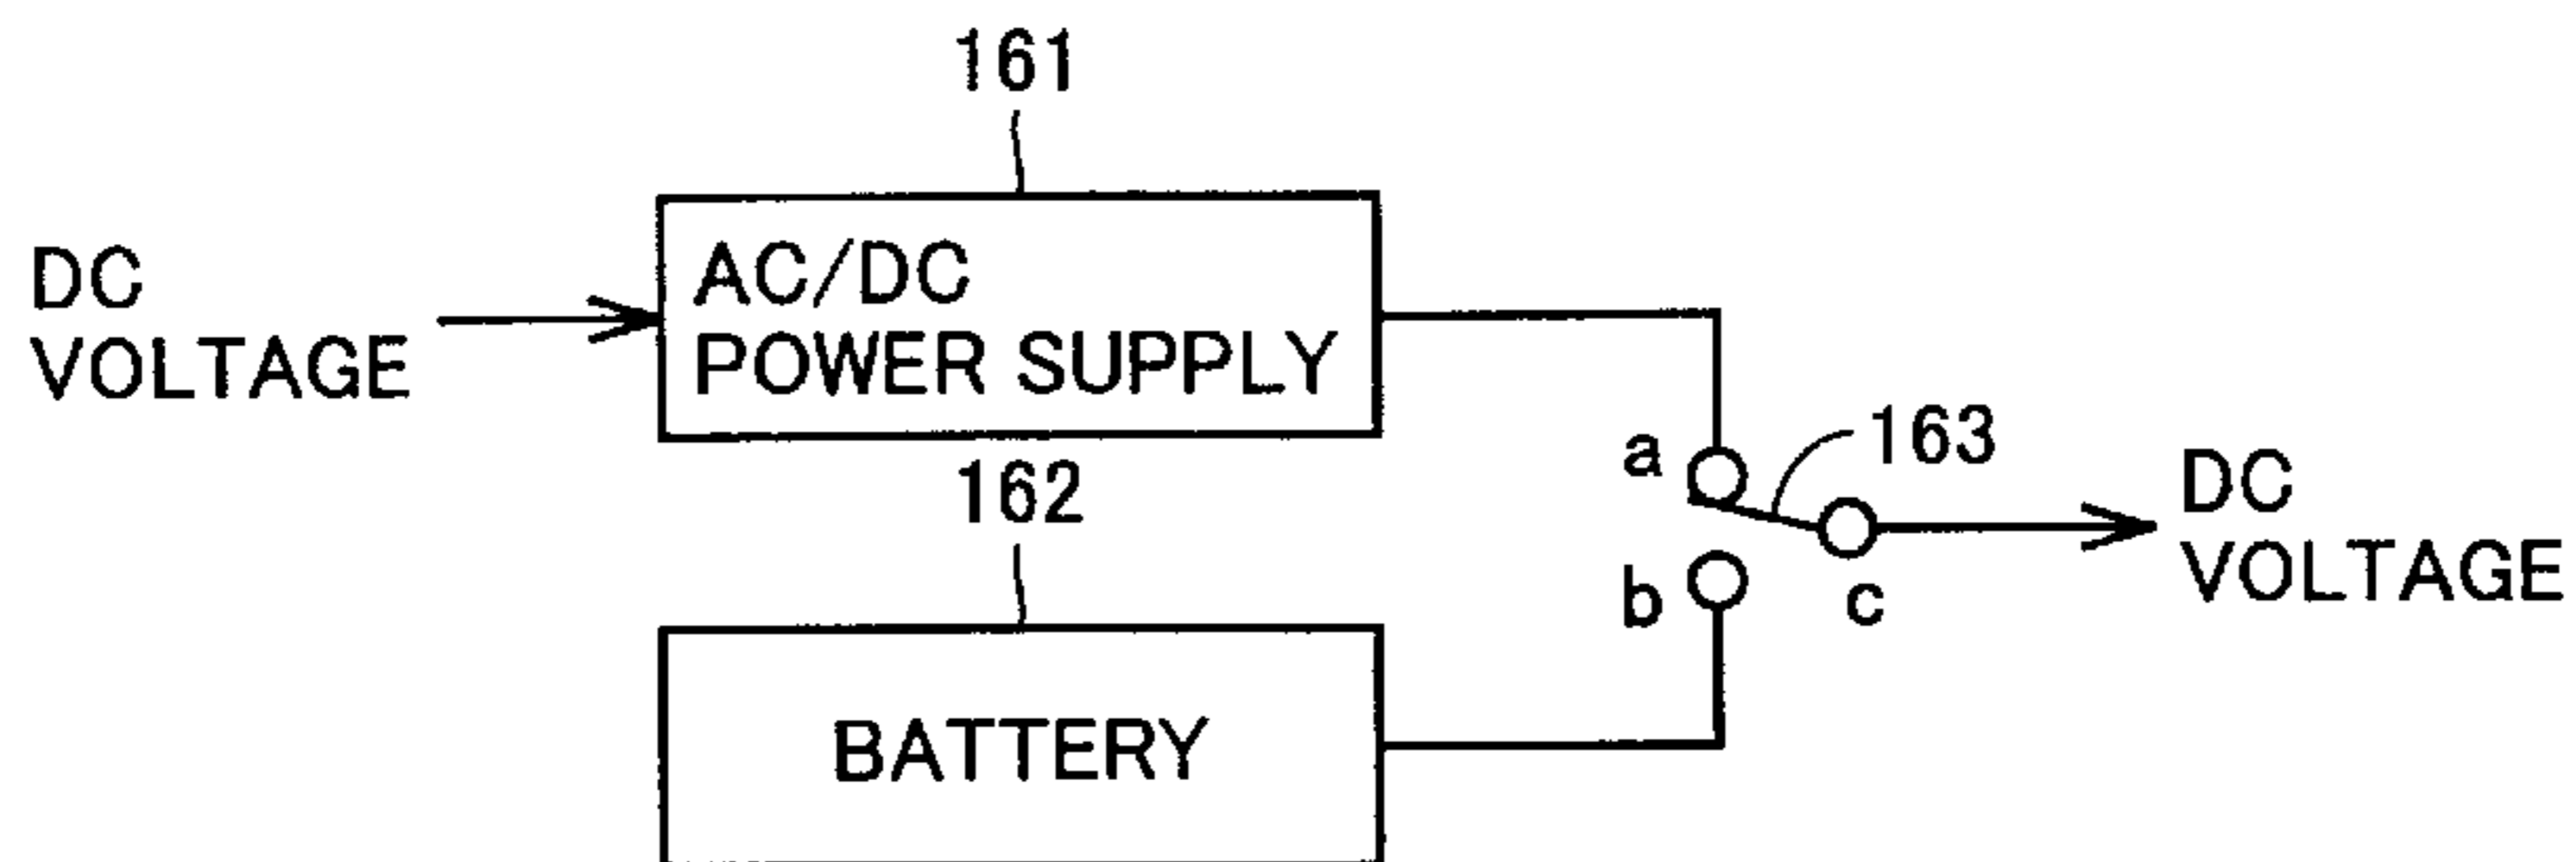 161
DC
VOLTAGE
AC/DC
POWER SUPPLY
162
BATTERY
a
163
b
c
DC
VOLTAGE